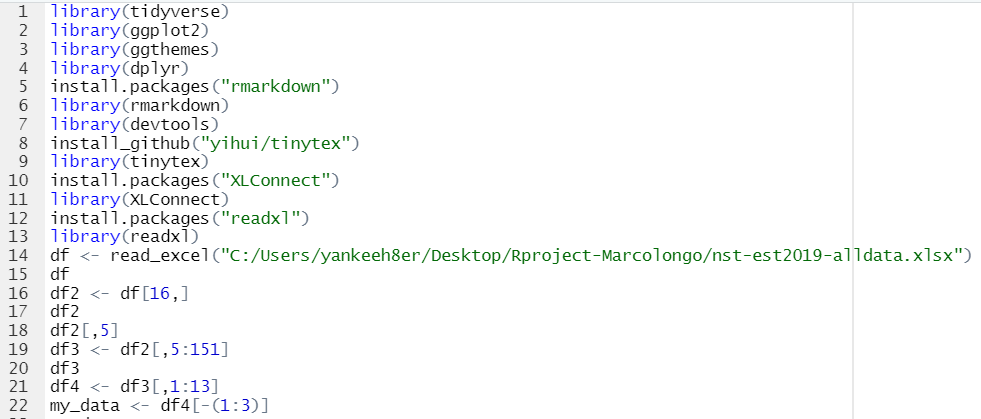 1 library(tidyverse)
2 library(ggplot2)
3 library(ggthemes)
4 library(dplyr)
5 install.packages("rmarkdown")
6 library(rmarkdown)
7 library(devtools)
8 install_github("yihui/tinytex")
9 library(tinytex)
10 install.packages("XLConnect")
11 library(XLConnect)
12 install.packages("readxl")
13 library(readxl)
14 df <- read_excel("C:/Users/yankeeh8er/Desktop/Rproject-Marcolongo/nst-est2019-alldata.xlsx")
15 df
16 df2 <- df[16,]
17 df2
18 df2[,5]
19 df3 <- df2[,5:151]
20 df3
21 df4 <- df3[,1:13]
22 my_data <- df4[-(1:3)]